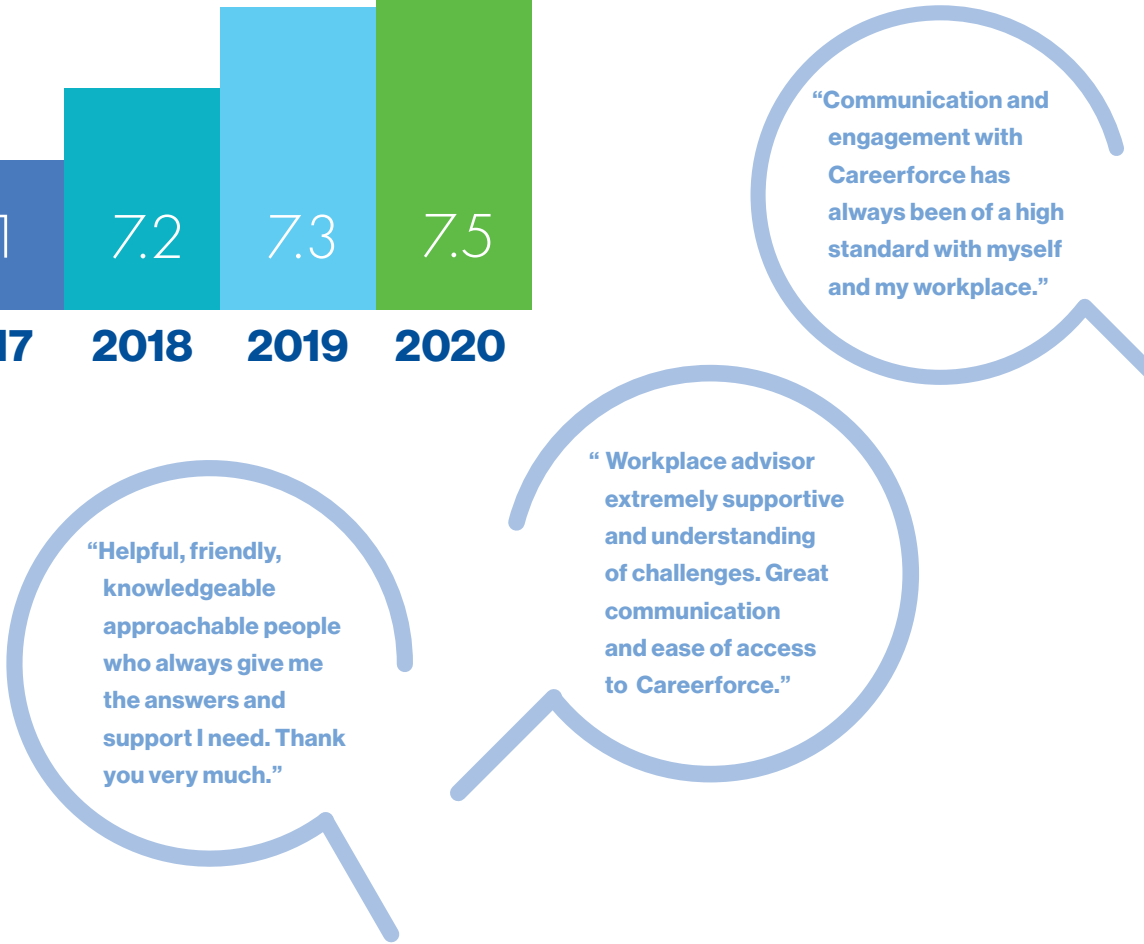 7.2 7.3 7.5
2018 2019 2020
“Communication and
engagement with
Careerforce has
always been of a high
standard with myself
and my workplace.”
“ Workplace advisor
extremely supportive
and understanding
of challenges. Great
communication
and ease of access
to Careerforce.”
“Helpful, friendly,
knowledgeable
approachable people
who always give me
the answers and
support I need. Thank
you very much.”